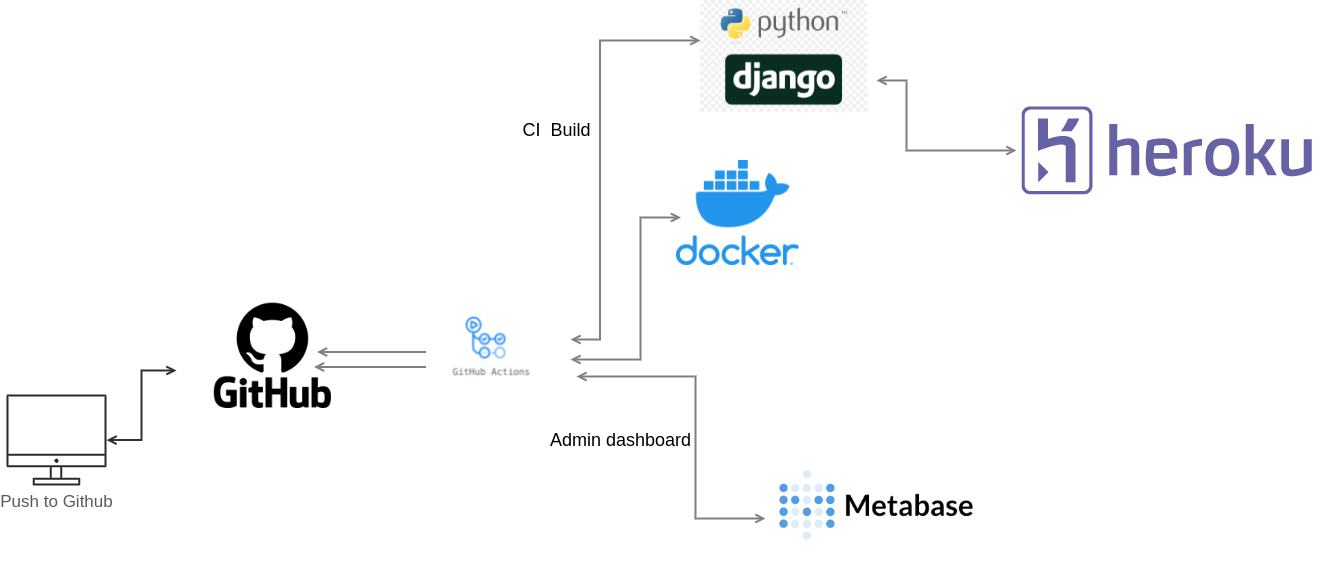 python™
django
CI  Build
heroku
docker
GitHub
GitHub Actions
Admin dashboard
Metabase
Push to Github